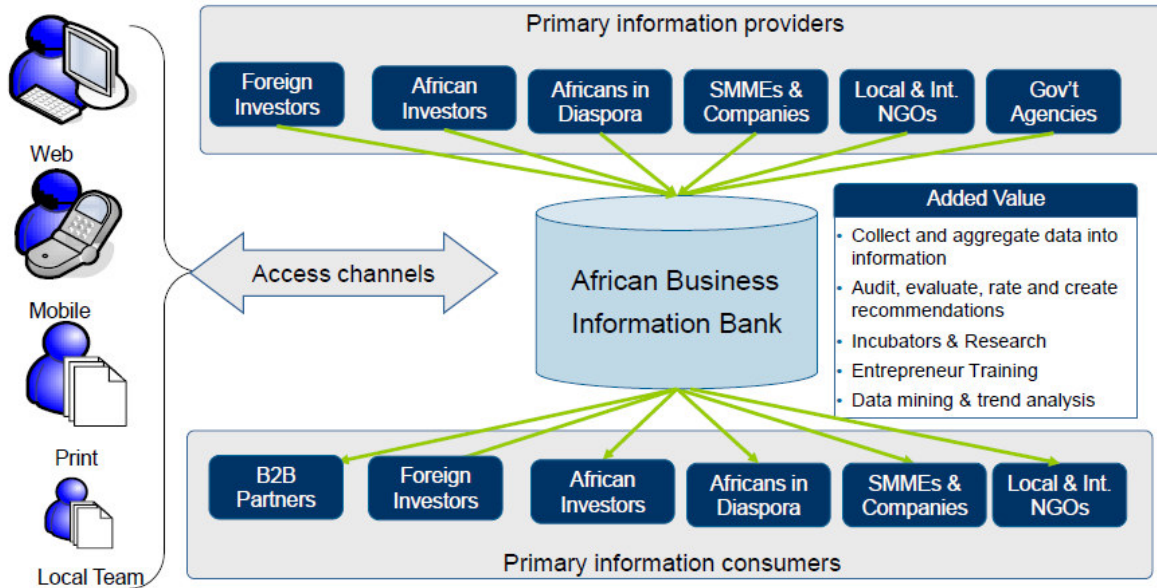 Primary information providers
Foreign
Investors
African
Investors
Africans in
Diaspora
SMMEs &
Companies
Local & Int.
NGOs
Gov't
Agencies
Web
Mobile
Print
Local Team
Access channels
African Business
Information Bank
Added Value
• Collect and aggregate data into
information
• Audit, evaluate, rate and create
recommendations
• Incubators & Research
• Entrepreneur Training
• Data mining & trend analysis
B2B
Partners
Foreign
Investors
African
Investors
Africans in
Diaspora
SMMEs &
Companies
Local & Int.
NGOs
Primary information consumers